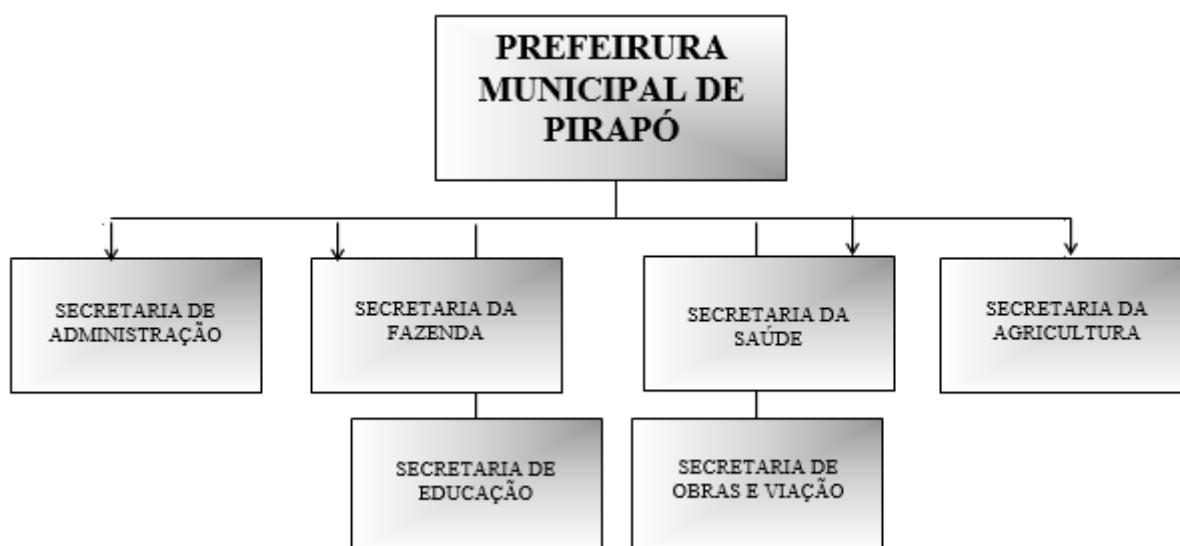 PREFEIRURA
MUNICIPAL DE
PIRAPÓ
SECRETARIA DE
ADMINISTRAÇÃO
SECRETARIA DA
FAZENDA
SECRETARIA DA
SAÚDE
SECRETARIA DA
AGRICULTURA
SECRETARIA DE
EDUCAÇÃO
SECRETARIA DE
OBRAS E VIAÇÃO